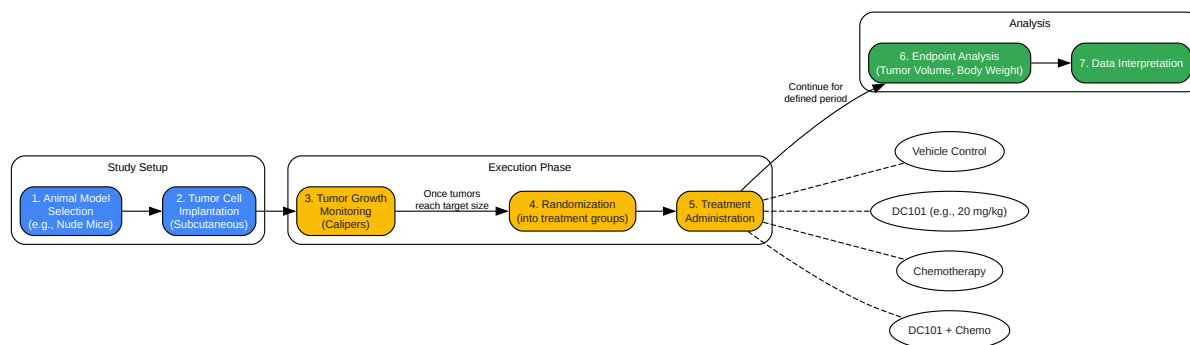 Study Setup
1. Animal Model
Selection
(e.g., Nude Mice)
2. Tumor Cell
Implantation
(Subcutaneous)
Execution Phase
3. Tumor Growth
Monitoring
(Calipers)
Once tumors
reach target size
4. Randomization
(into treatment groups)
5. Treatment
Administration
Continue for
defined period
Analysis
6. Endpoint Analysis
(Tumor Volume, Body Weight)
7. Data Interpretation
Vehicle Control
DC101 (e.g., 20 mg/kg)
Chemotherapy
DC101 + Chemo